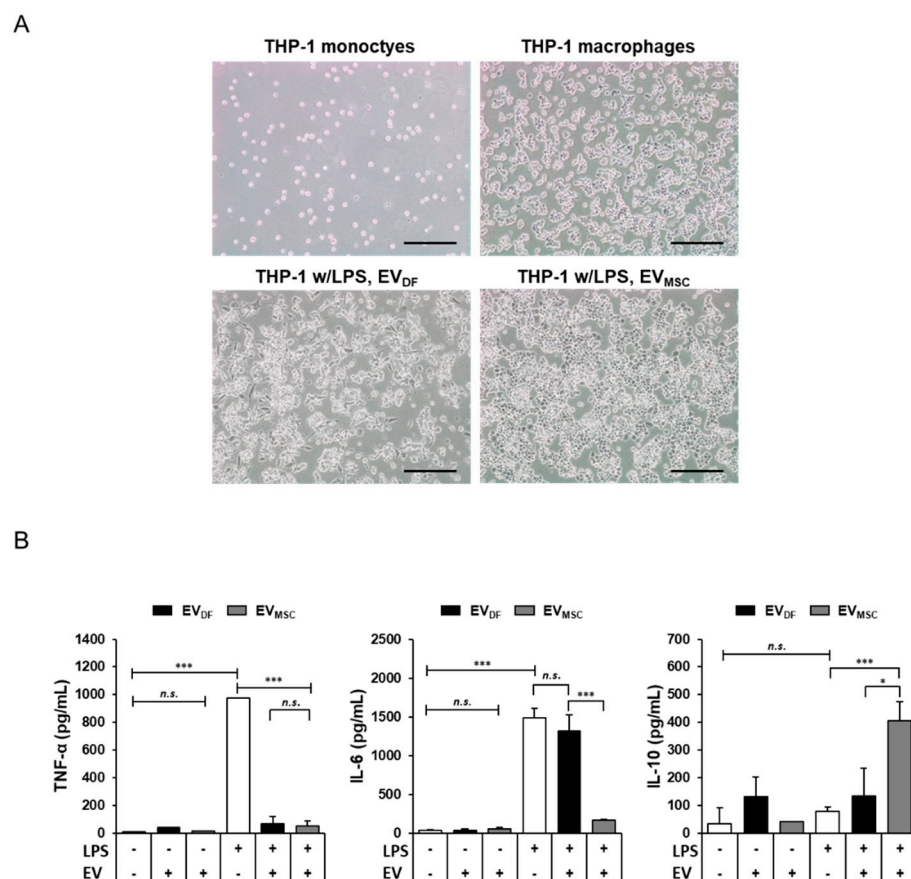 A
THP-1 monoctyes
THP-1 macrophages
THP-1 w/LPS, EVDF
THP-1 w/LPS, EVMSC
B
EVDF EVMSC
TNF-α (pg/mL)
1400
1200
1000
800
600
400
200
0
***
***
n.s.
n.s.
LPS - - - + + +
EV - + + - + +
EVDF EVMSC
IL-6 (pg/mL)
2500
2000
1500
1000
500
0
***
n.s.
***
n.s.
LPS - - - + + +
EV - + + - + +
EVDF EVMSC
IL-10 (pg/mL)
700
600
500
400
300
200
100
0
n.s.
***
*
LPS - - - + + +
EV - + + - + +